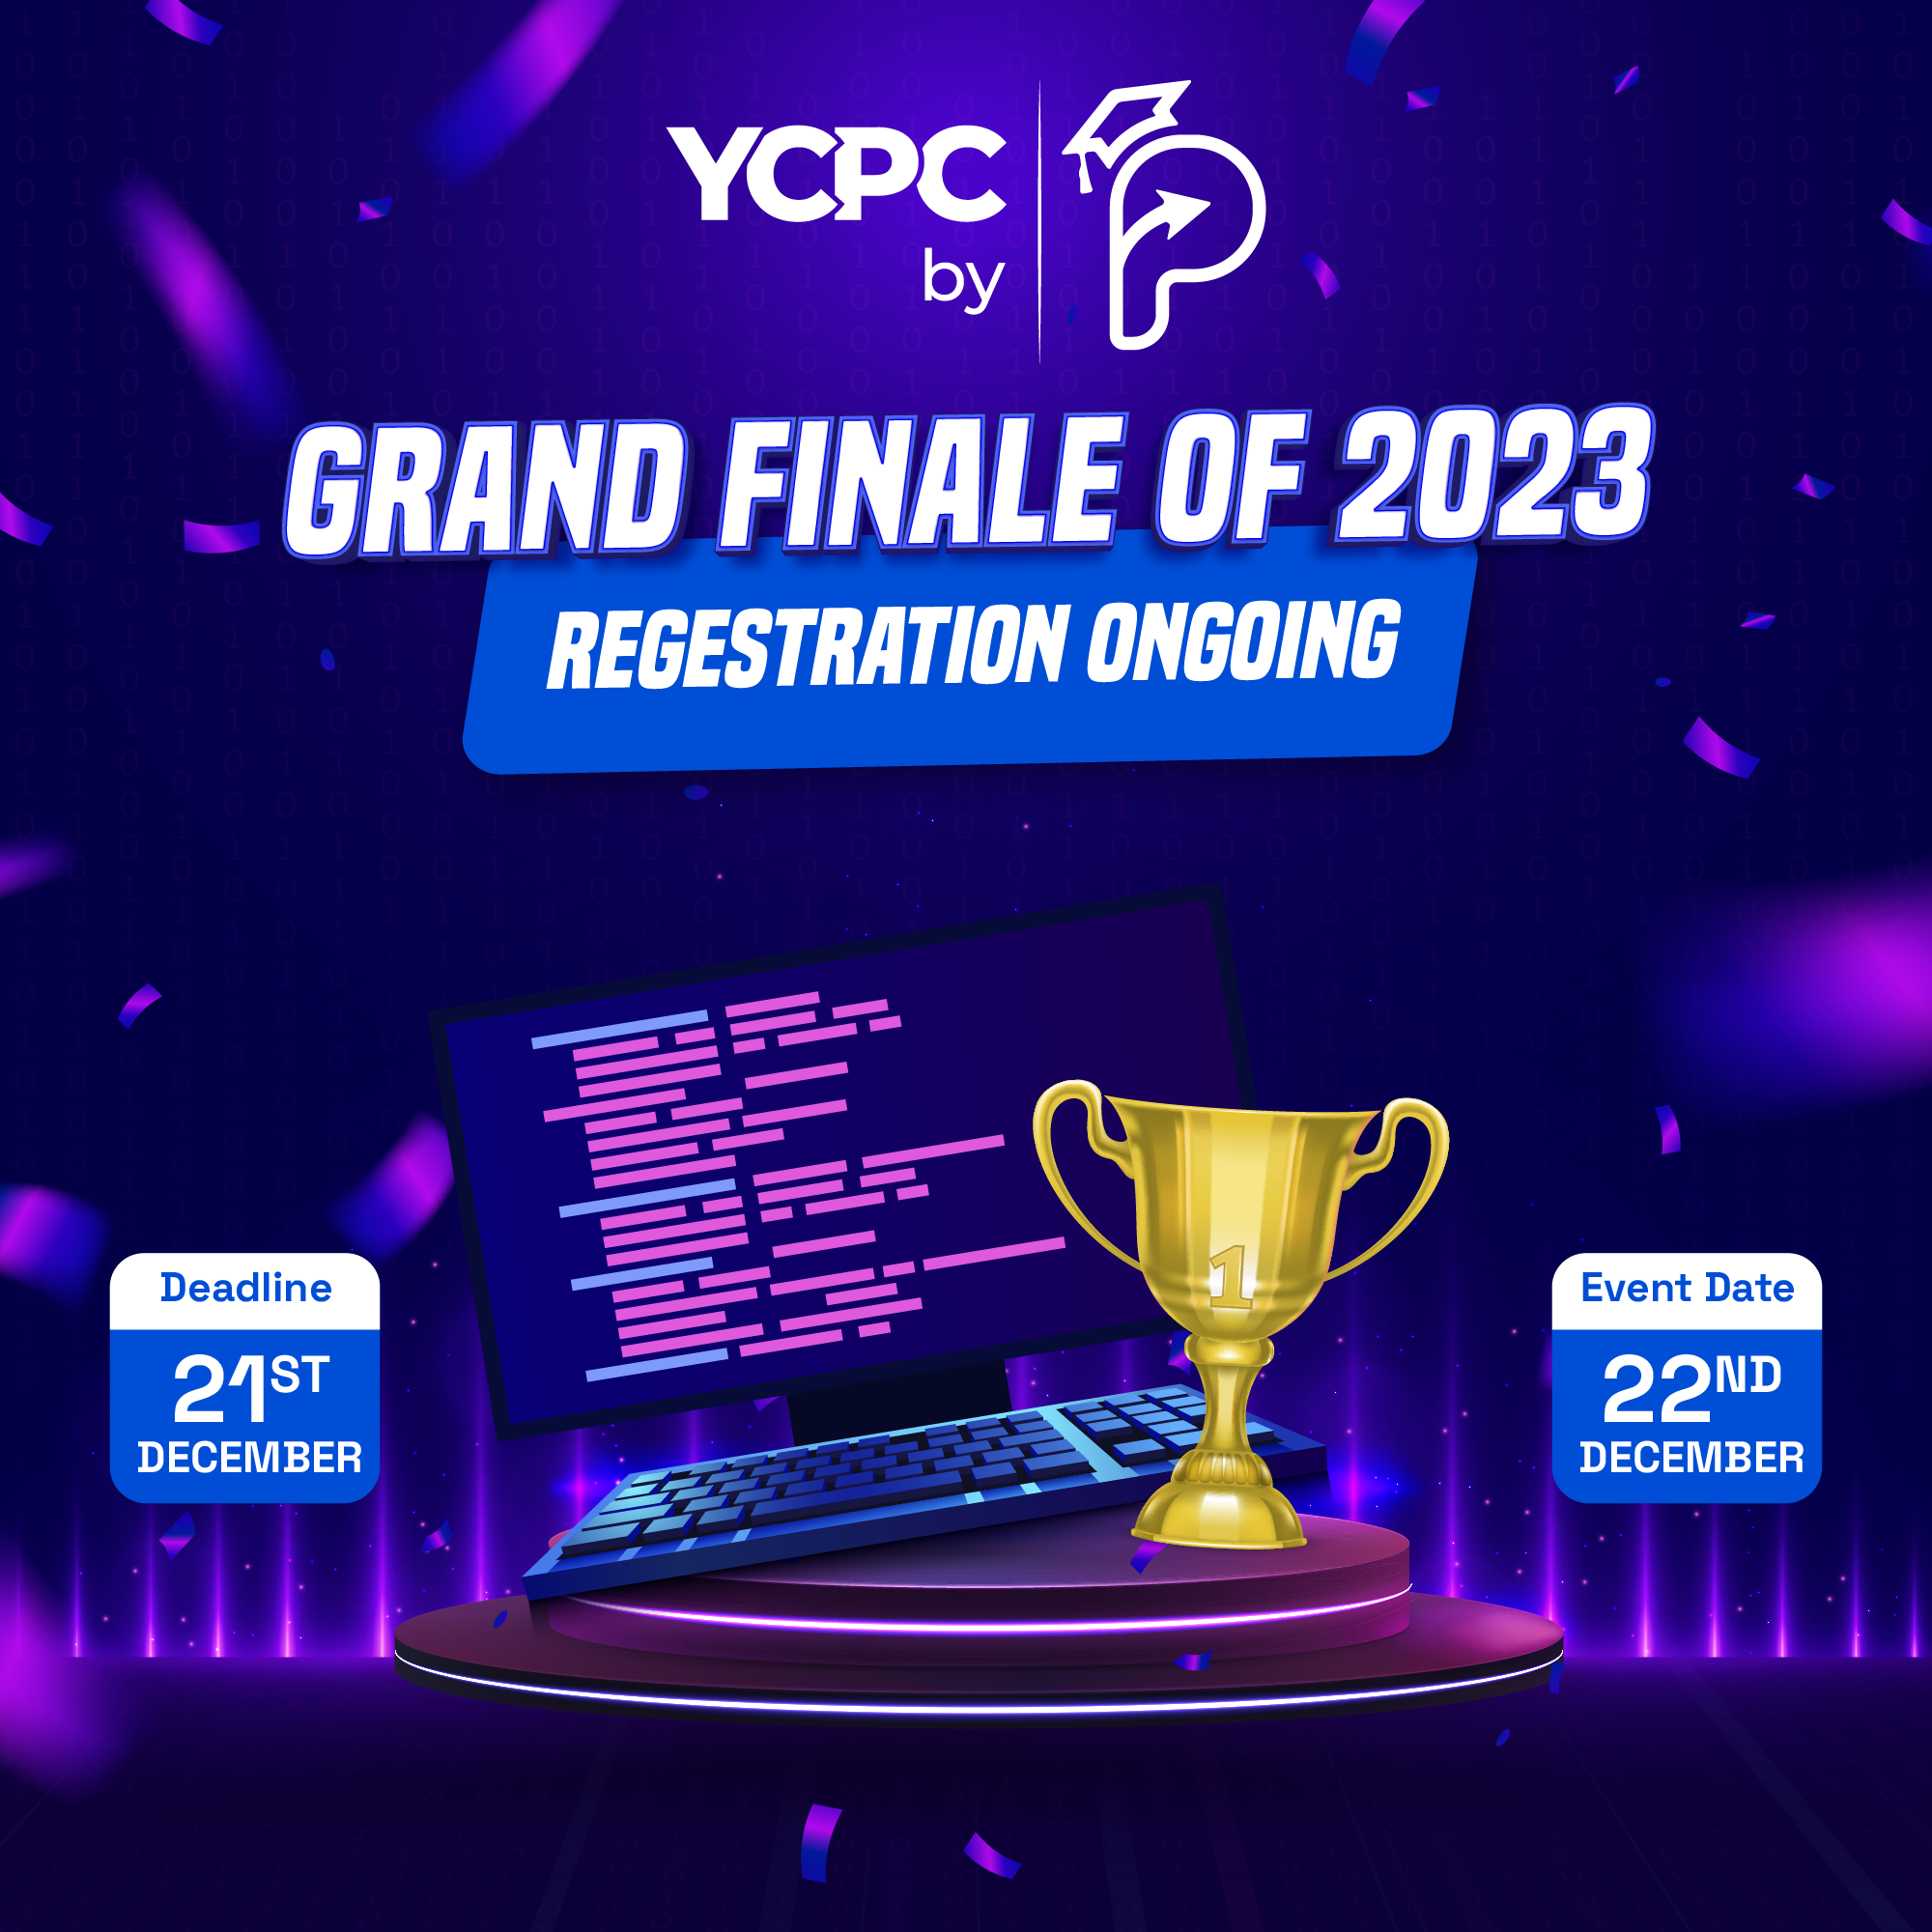 YCPC
by
GRAND FINALE OF 2023
REGESTRATION ONGOING
1
Deadline
21ST
DECEMBER
Event Date
22ND
DECEMBER